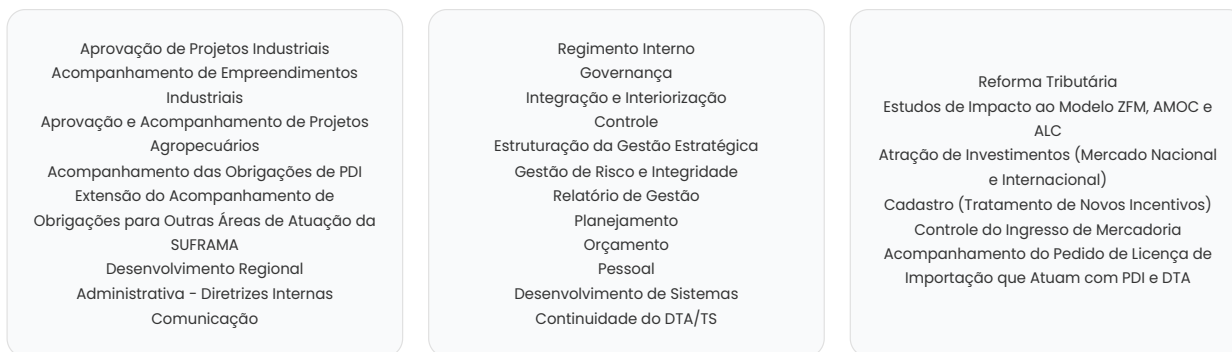 Aprovação de Projetos Industriais
Acompanhamento de Empreendimentos
Industriais
Aprovação e Acompanhamento de Projetos
Agropecuários
Acompanhamento das Obrigações de PDI
Extensão do Acompanhamento de
Obrigações para Outras Áreas de Atuação da
SUFRAMA
Desenvolvimento Regional
Administrativa - Diretrizes Internas
Comunicação
Regimento Interno
Governança
Integração e Interiorização
Controle
Estruturação da Gestão Estratégica
Gestão de Risco e Integridade
Relatório de Gestão
Planejamento
Orçamento
Pessoal
Desenvolvimento de Sistemas
Continuidade do DTA/TS
Reforma Tributária
Estudos de Impacto ao Modelo ZFM, AMOC e
ALC
Atração de Investimentos (Mercado Nacional
e Internacional)
Cadastro (Tratamento de Novos Incentivos)
Controle do Ingresso de Mercadoria
Acompanhamento do Pedido de Licença de
Importação que Atuam com PDI e DTA